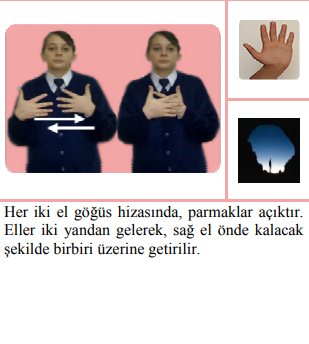 Her iki el göğüs hizasında, parmaklar açıktır.
Eller iki yandan gelerek, sağ el önde kalacak
şekilde birbiri üzerine getirilir.